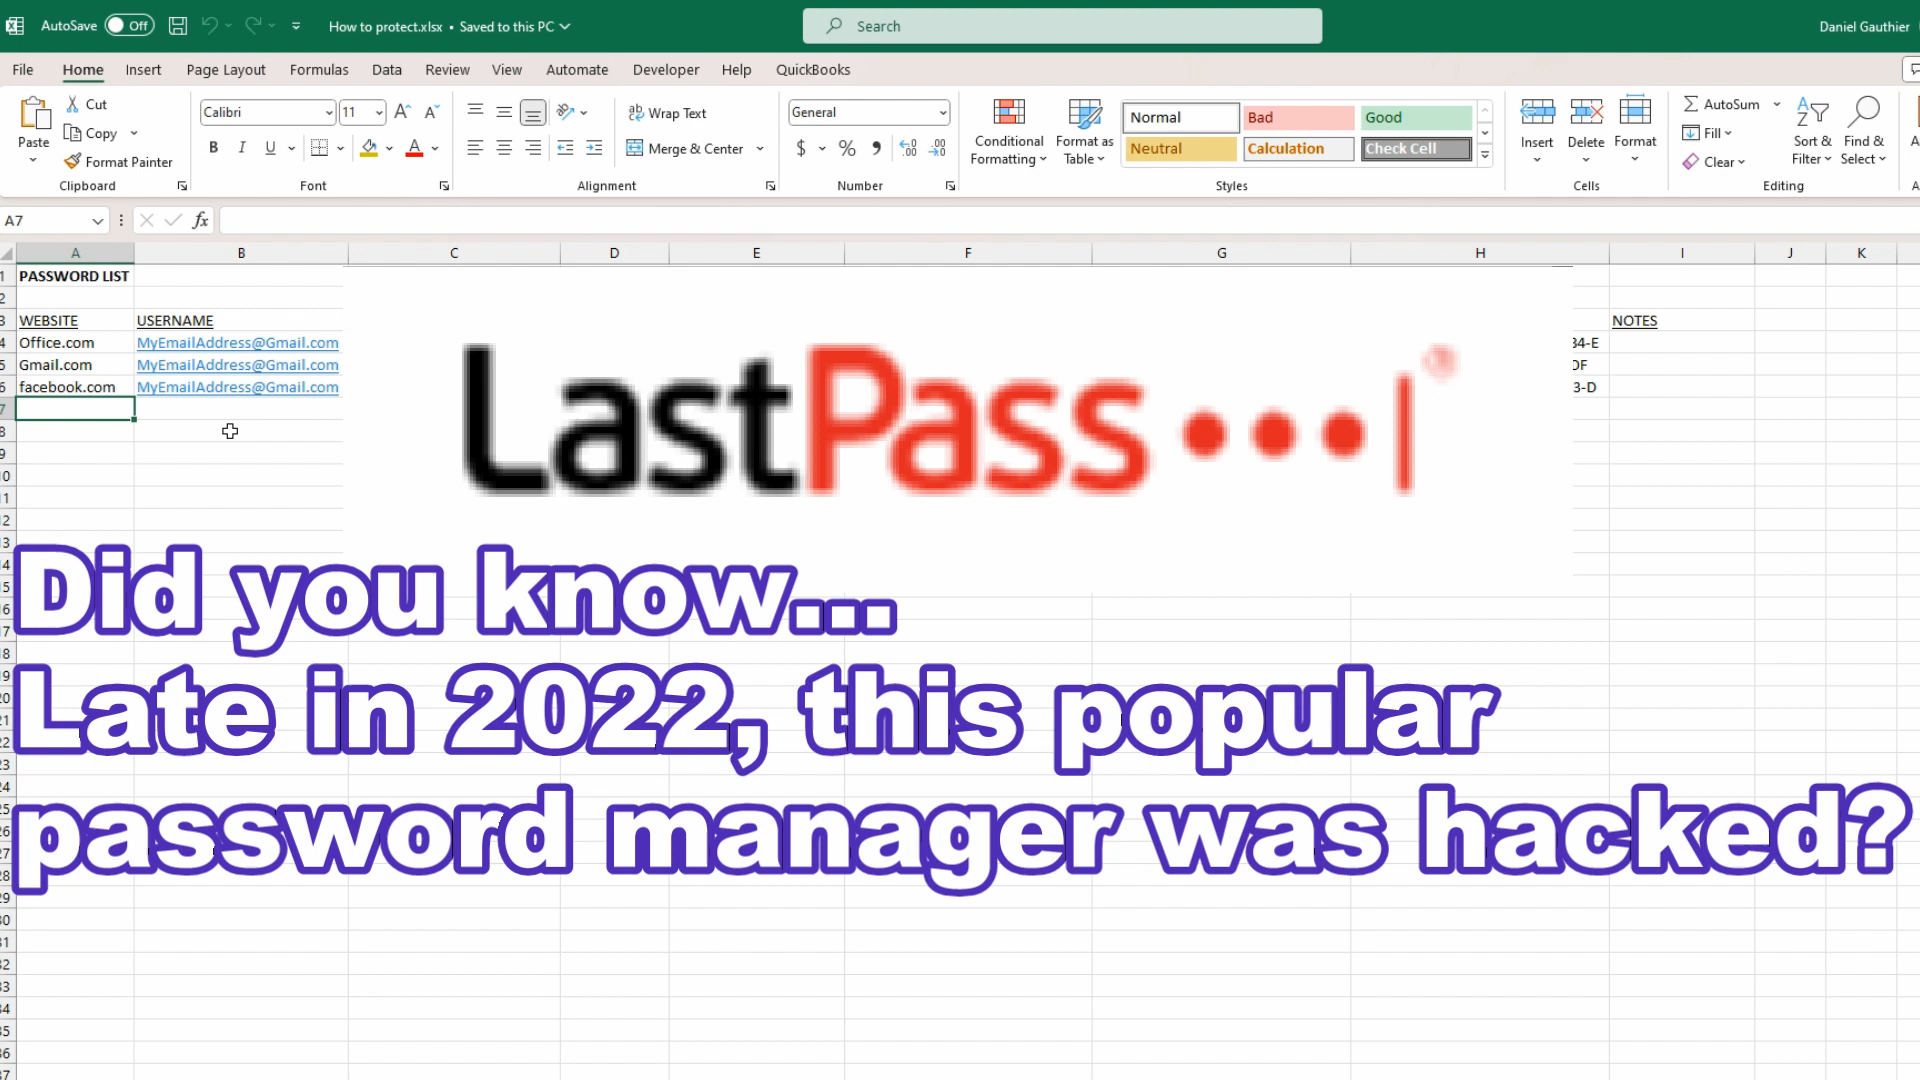 AutoSave Off How to protect.xlsx • Saved to this PC Search Daniel Gauthier
File Home Insert Page Layout Formulas Data Review View Automate Developer Help QuickBooks
Paste Cut Copy Format Painter Clipboard
Calibri 11 B I U A A Font
ab Wrap Text Merge & Center Alignment
General $ % Number
Conditional Formatting Format as Table Normal Bad Good Neutral Calculation Check Cell Styles
Insert Delete Format Cells
AutoSum Fill Clear Sort & Filter Find & Select Editing
A7 fx
A B C D E F G H I J K
PASSWORD LIST
WEBSITE USERNAME NOTES
Office.com MyEmailAddress@Gmail.com 34-E
Gmail.com MyEmailAddress@Gmail.com DF
facebook.com MyEmailAddress@Gmail.com 3-D
LastPass •••| ®
Did you know...
Late in 2022, this popular
password manager was hacked?